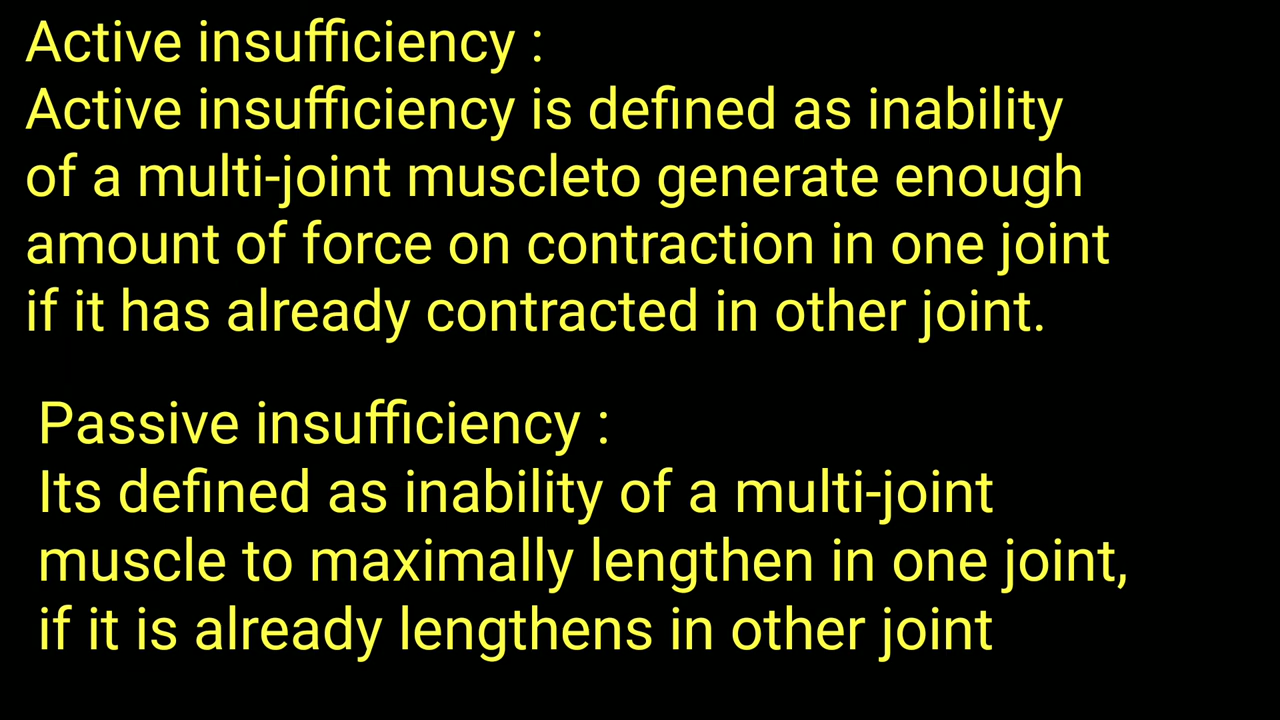 Active insufficiency :
Active insufficiency is defined as inability
of a multi-joint muscleto generate enough
amount of force on contraction in one joint
if it has already contracted in other joint.
Passive insufficiency :
Its defined as inability of a multi-joint
muscle to maximally lengthen in one joint,
if it is already lengthens in other joint